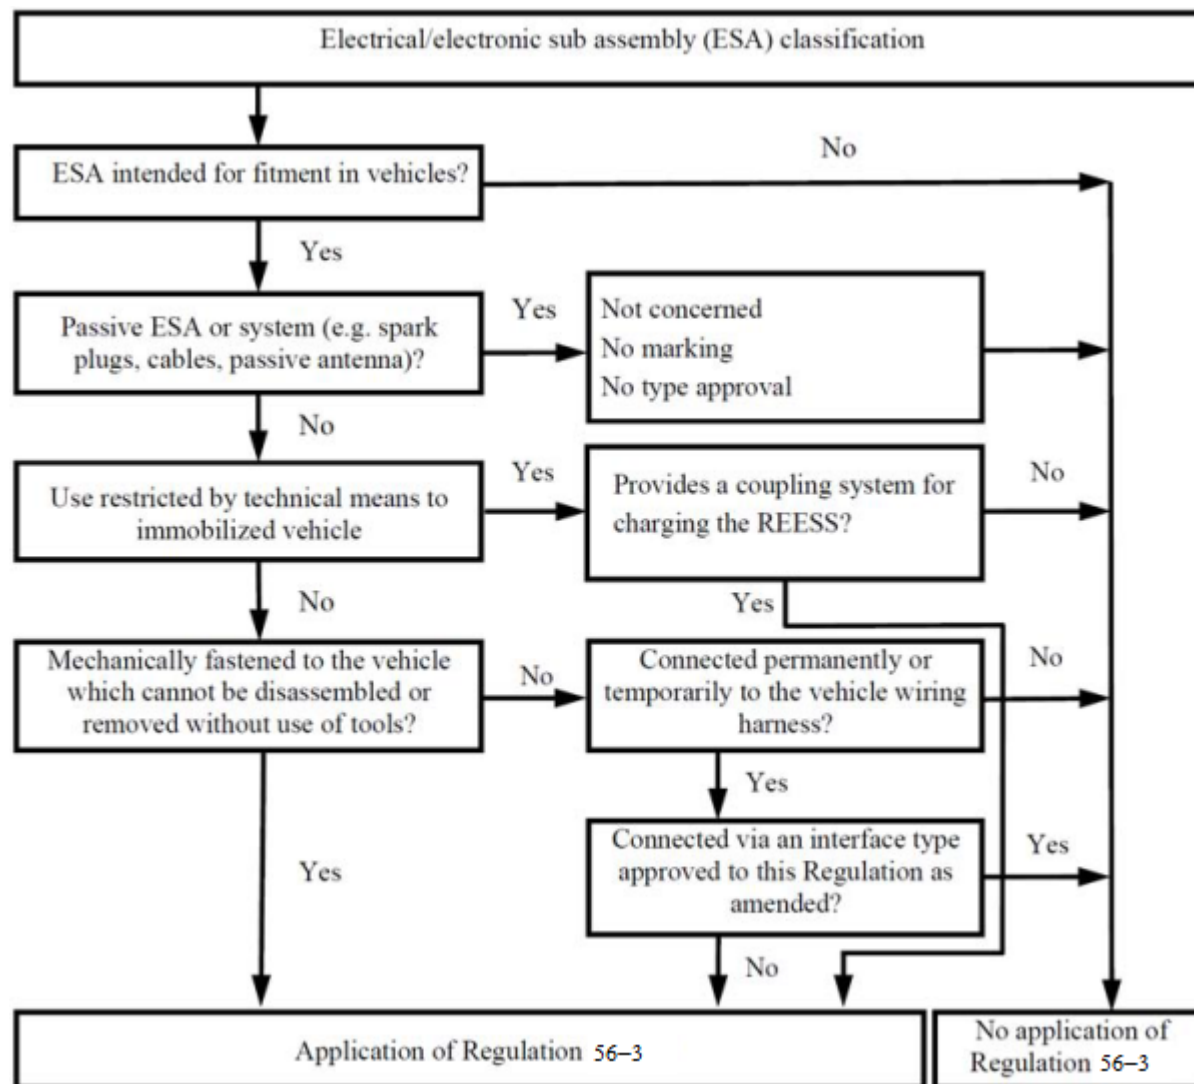 Electrical/electronic sub assembly (ESA) classification
No
ESA intended for fitment in vehicles?
Yes
Passive ESA or system (e.g. spark
plugs, cables, passive antenna)?
Yes
Not concerned
No marking
No type approval
No
Use restricted by technical means to
immobilized vehicle
Yes
Provides a coupling system for
charging the REESS?
No
No
Yes
Mechanically fastened to the vehicle
which cannot be disassembled or
removed without use of tools?
No
Connected permanently or
temporarily to the vehicle wiring
harness?
No
Yes
Connected via an interface type
approved to this Regulation as
amended?
Yes
Yes
No
Application of Regulation 56–3
No application of
Regulation 56–3